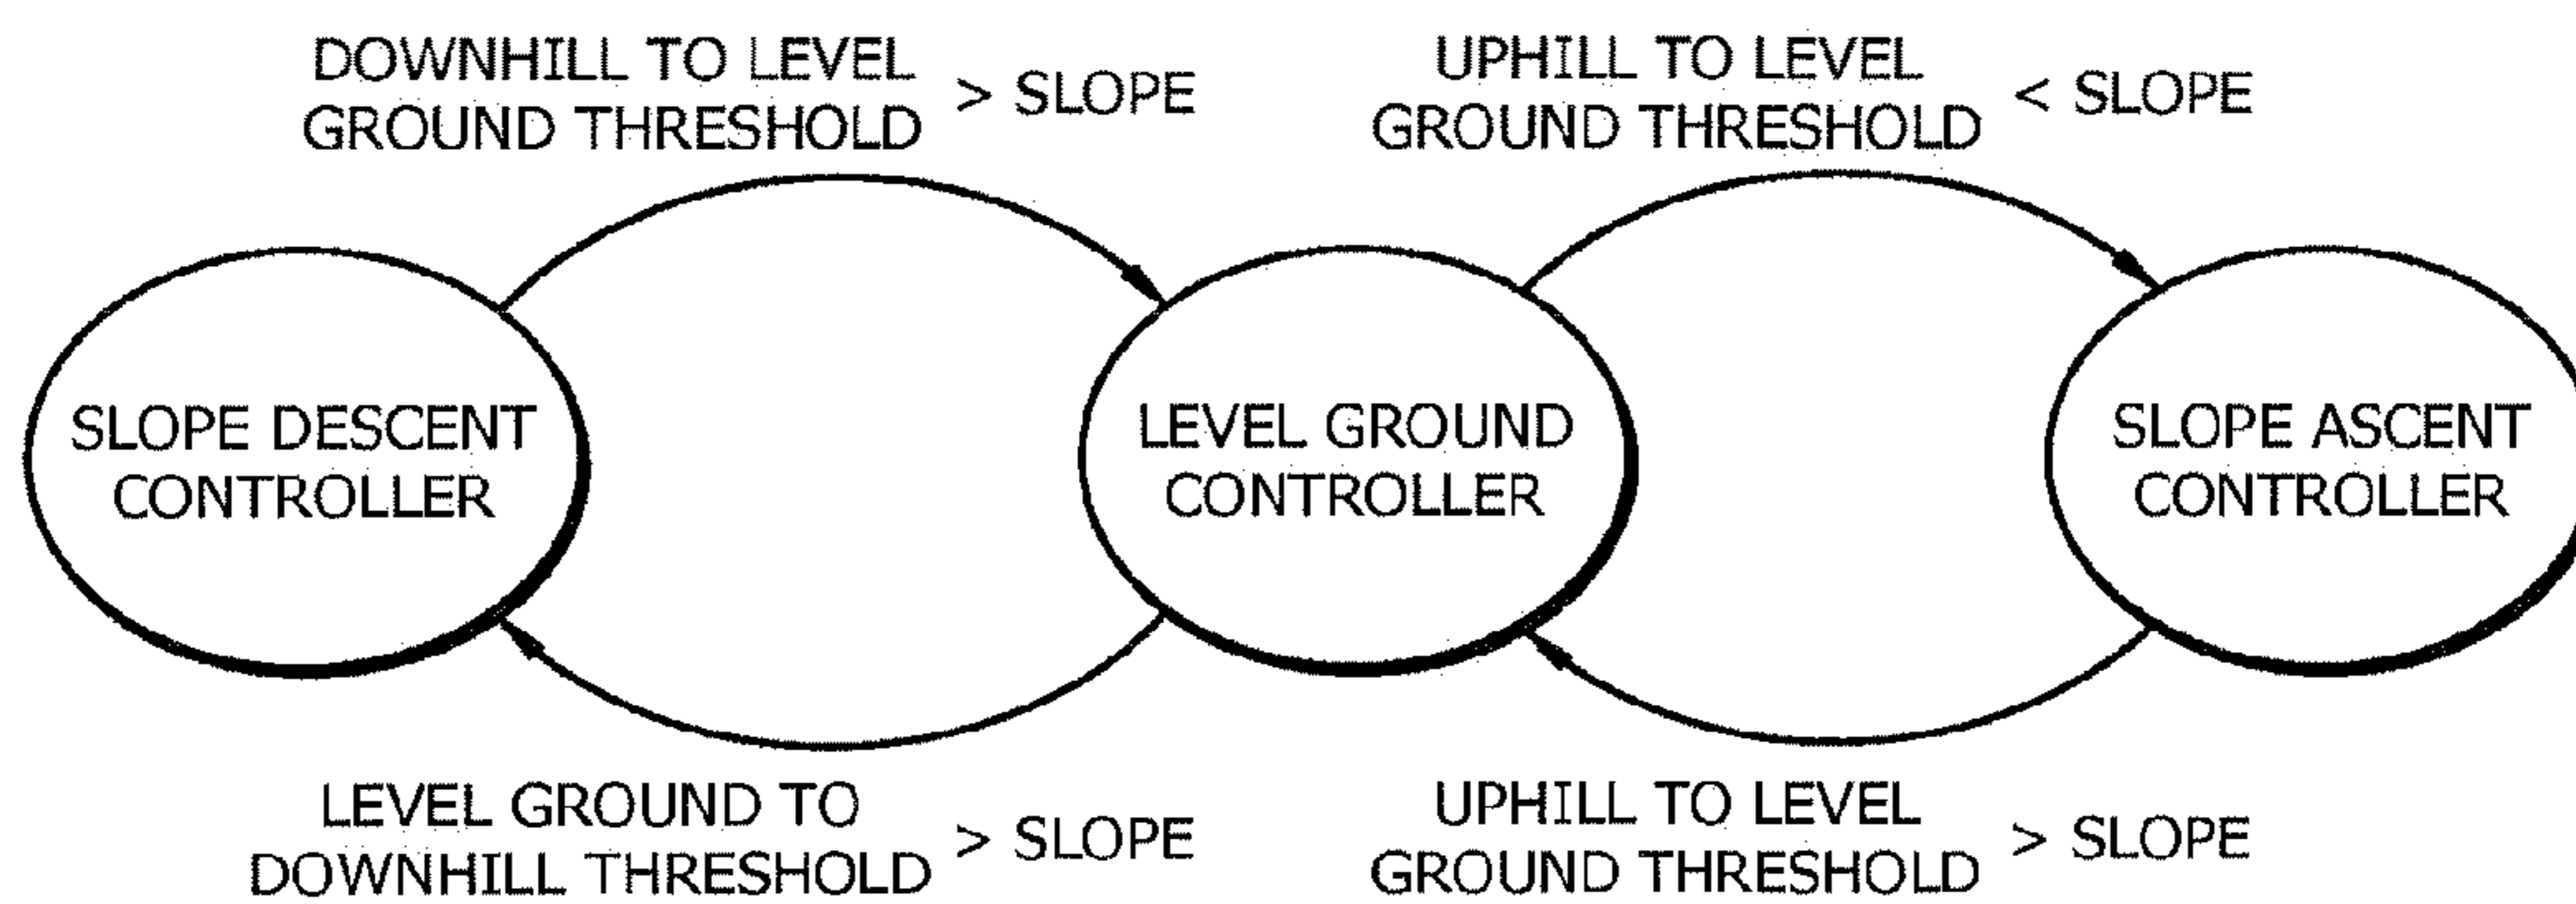 DOWNHILL TO LEVEL
GROUND THRESHOLD > SLOPE
UPHILL TO LEVEL
GROUND THRESHOLD < SLOPE
SLOPE DESCENT
CONTROLLER
LEVEL GROUND
CONTROLLER
SLOPE ASCENT
CONTROLLER
LEVEL GROUND TO
DOWNHILL THRESHOLD > SLOPE
UPHILL TO LEVEL
GROUND THRESHOLD > SLOPE